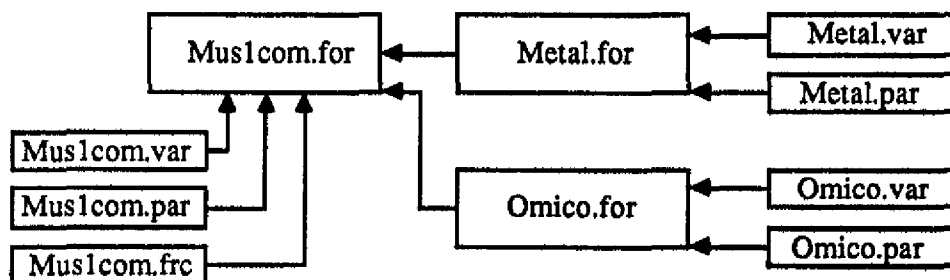 Mus1com.for
Metal.for
Metal.var
Metal.par
Mus1com.var
Mus1com.par
Mus1com.frc
Omico.for
Omico.var
Omico.par